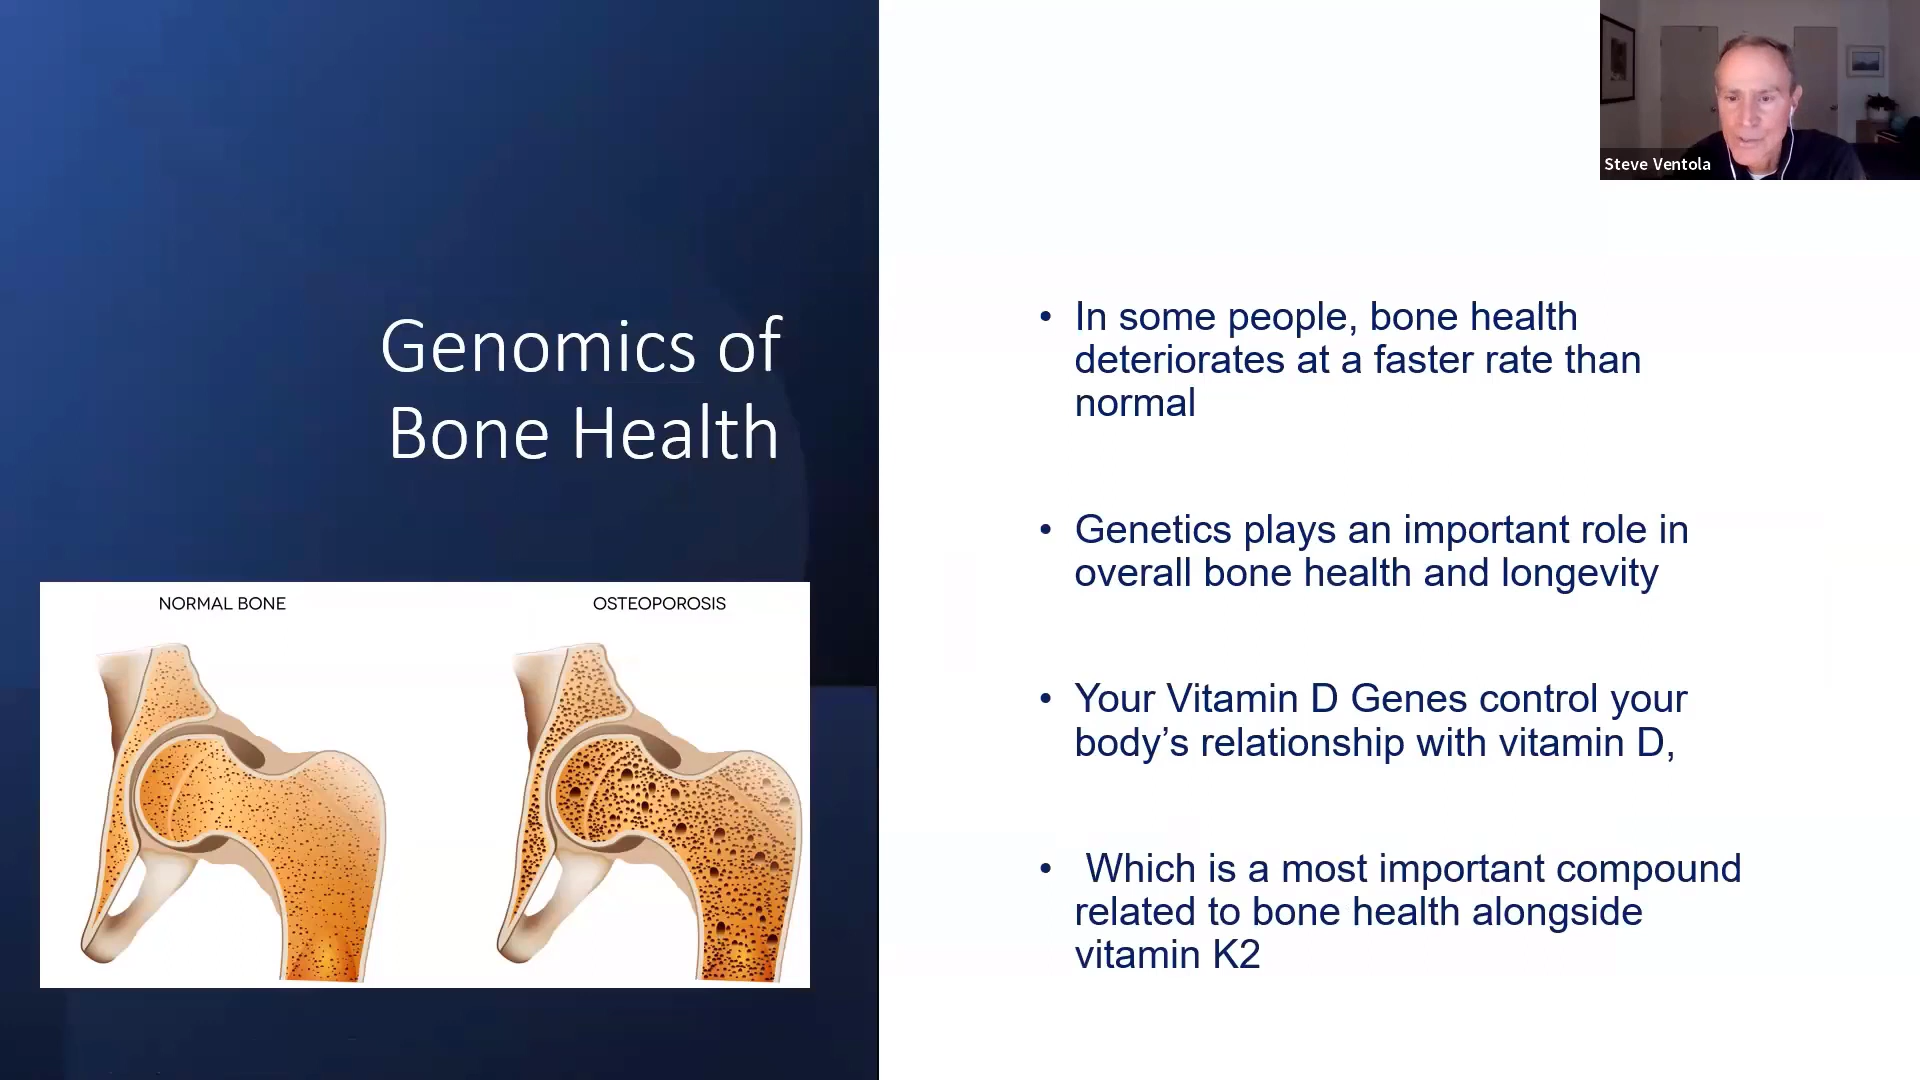 Genomics of
Bone Health
NORMAL BONE
OSTEOPOROSIS
Steve Ventola
• In some people, bone health
deteriorates at a faster rate than
normal
• Genetics plays an important role in
overall bone health and longevity
• Your Vitamin D Genes control your
body’s relationship with vitamin D,
• Which is a most important compound
related to bone health alongside
vitamin K2